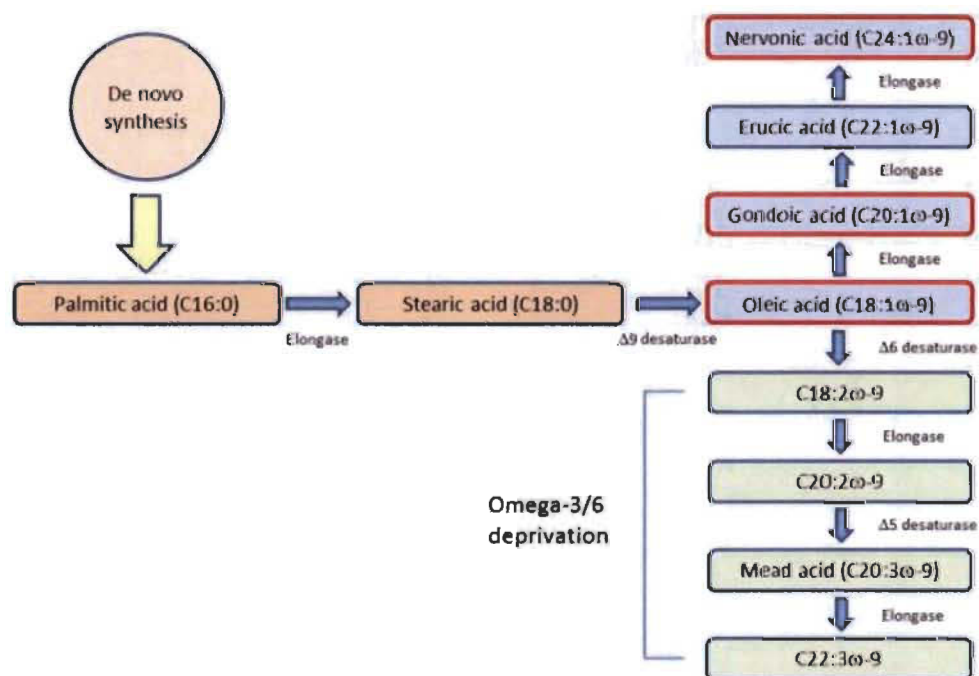 De novo
synthesis
Nervonic acid (C24:1ω-9)
Elongase
Erucic acid (C22:1ω-9)
Elongase
Gondoic acid (C20:1ω-9)
Elongase
Palmitic acid (C16:0)
Elongase
Stearic acid (C18:0)
Δ9 desaturase
Oleic acid (C18:1ω-9)
Δ6 desaturase
C18:2ω-9
Elongase
C20:2ω-9
Δ5 desaturase
Mead acid (C20:3ω-9)
Elongase
C22:3ω-9
Omega-3/6
deprivation